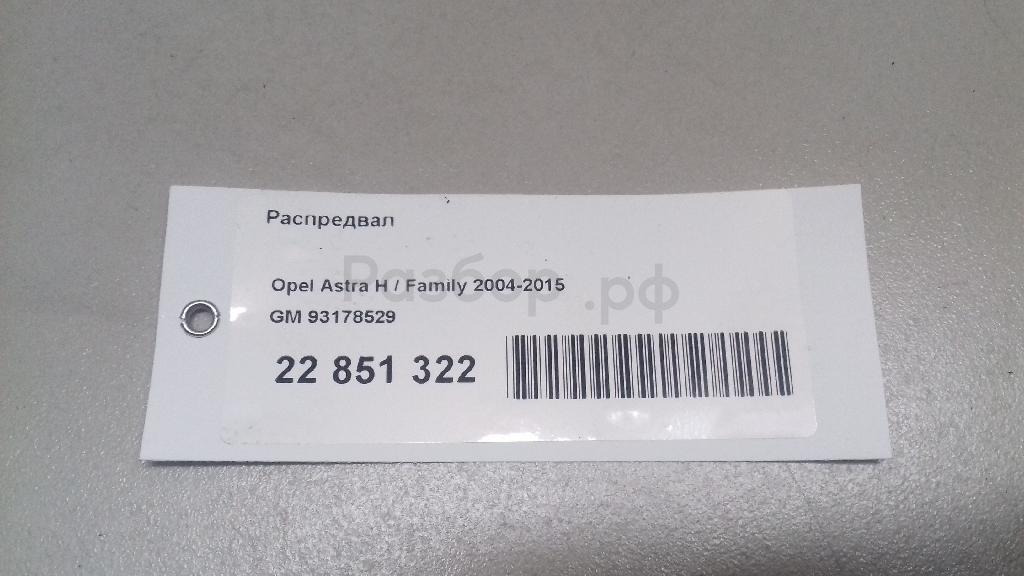 Распредвал
Opel Astra H / Family 2004-2015
Разбор.рф
GM 93178529
22 851 322